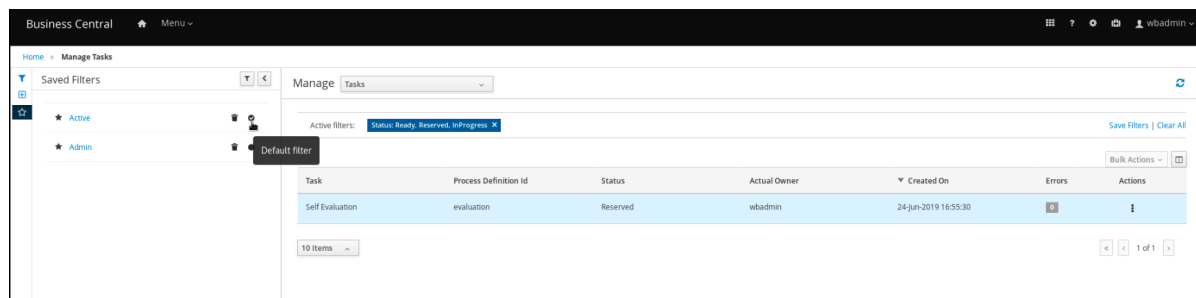 Business Central Menu ? wbadmin
Home > Manage Tasks
Saved Filters
Active
Admin
Default filter
Manage Tasks
Active filters: Status: Ready, Reserved, InProgress X
Save Filters | Clear All
Bulk Actions
Task Process Definition Id Status Actual Owner Created On Errors Actions
Self Evaluation evaluation Reserved wbadmin 24-Jun-2019 16:55:30 0
10 Items
« < 1 of 1 >